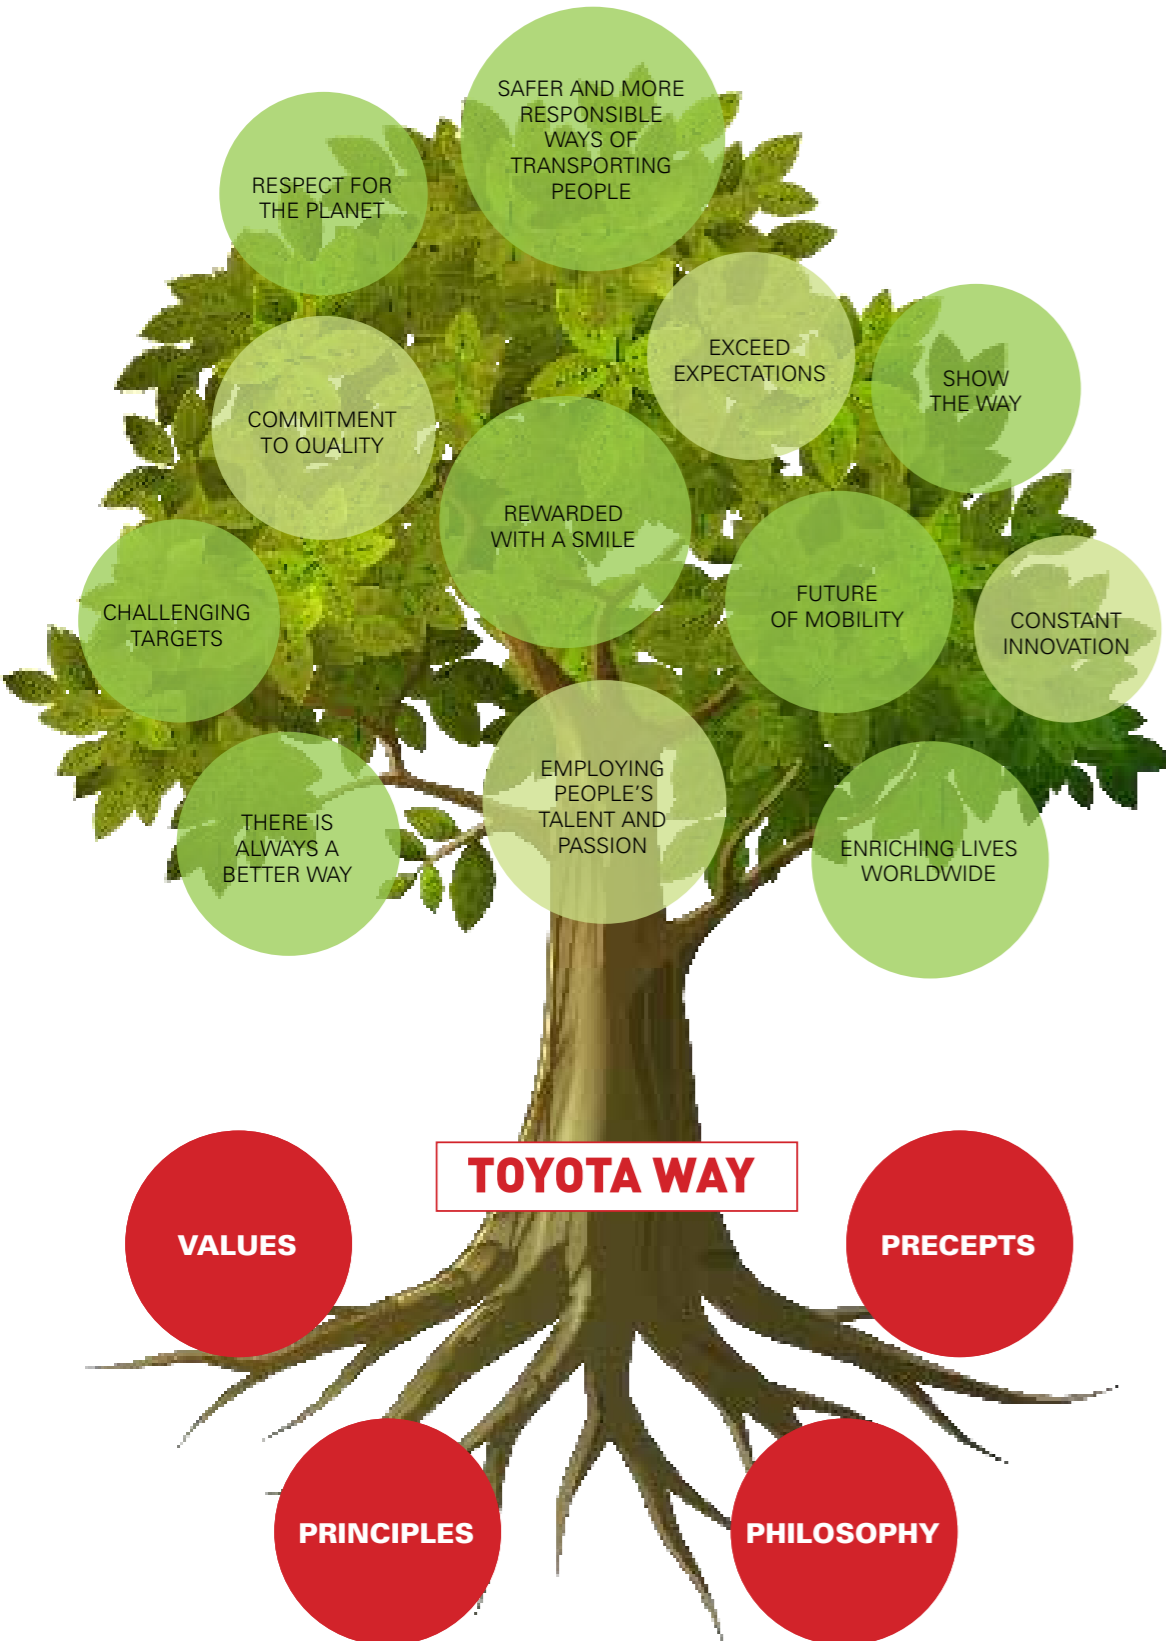 SAFER AND MORE
RESPONSIBLE
WAYS OF
TRANSPORTING
PEOPLE
RESPECT FOR
THE PLANET
EXCEED
EXPECTATIONS
SHOW
THE WAY
COMMITMENT
TO QUALITY
REWARDED
WITH A SMILE
FUTURE
OF MOBILITY
CHALLENGING
TARGETS
CONSTANT
INNOVATION
EMPLOYING
PEOPLE'S
TALENT AND
PASSION
THERE IS
ALWAYS A
BETTER WAY
ENRICHING LIVES
WORLDWIDE
TOYOTA WAY
VALUES
PRECEPTS
PRINCIPLES
PHILOSOPHY